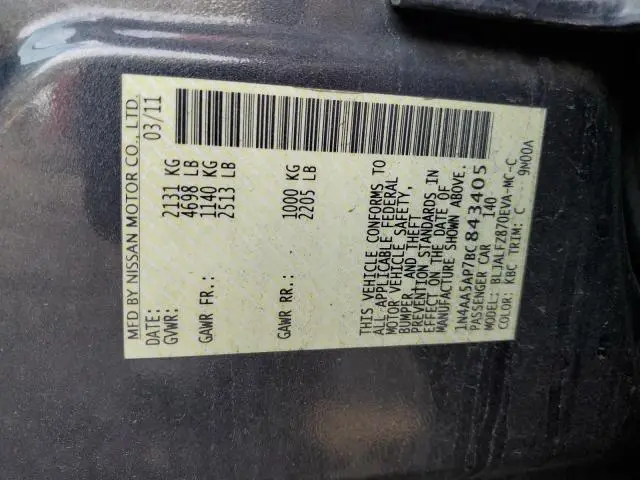 MFD BY NISSAN MOTOR CO., LTD.
DATE: 03/11
GVWR: 2131 KG
4698 LB
GAWR FR: 1140 KG
2513 LB
GAWR RR: 1000 KG
2205 LB
THIS VEHICLE CONFORMS TO
ALL APPLICABLE FEDERAL
MOTOR VEHICLE SAFETY,
BUMPER AND THEFT
PREVENTION STANDARDS IN
EFFECT ON THE DATE OF
MANUFACTURE SHOWN ABOVE.
1N4AA5AP7BC843405
PASSENGER CAR 140
MODEL: BLJALFZ870EVA-MC-C
COLOR: KBC TRIM: C 9M00A